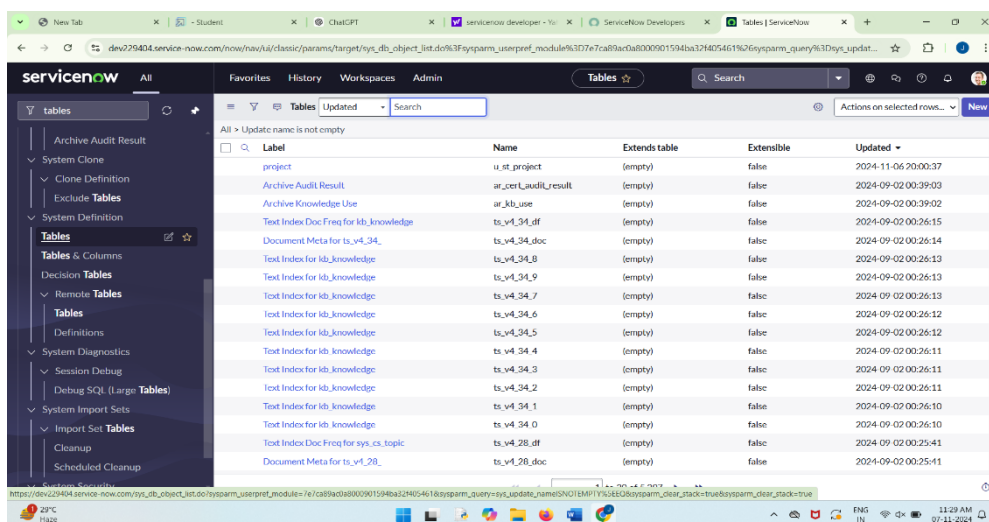 New Tab
- Student
ChatGPT
servicenow developer - Ya
ServiceNow Developers
Tables | ServiceNow
dev229404.service-now.com/now/nav/ui/classic/params/target/sys_db_object_list.do%3Fsysparm_userpref_module%3D7e7ca89ac0a8000901594ba32f405461%26sysparm_query%3Dsys_updat...
servicenow All Favorites History Workspaces Admin Tables Search
tables
Archive Audit Result
System Clone
Clone Definition
Exclude Tables
System Definition
Tables
Tables & Columns
Decision Tables
Remote Tables
Tables
Definitions
System Diagnostics
Session Debug
Debug SQL (Large Tables)
System Import Sets
Import Set Tables
Cleanup
Scheduled Cleanup
System Security
Tables Updated Search Actions on selected rows... New
All > Update name is not empty
Label Name Extends table Extensible Updated
project u_st_project (empty) false 2024-11-06 20:00:37
Archive Audit Result ar_cert_audit_result (empty) false 2024-09-02 00:39:03
Archive Knowledge Use ar_kb_use (empty) false 2024-09-02 00:39:02
Text Index Doc Freq for kb_knowledge ts_v4_34_df (empty) false 2024-09-02 00:26:15
Document Meta for ts_v4_34_ ts_v4_34_doc (empty) false 2024-09-02 00:26:14
Text Index for kb_knowledge ts_v4_34_8 (empty) false 2024-09-02 00:26:13
Text Index for kb_knowledge ts_v4_34_9 (empty) false 2024-09-02 00:26:13
Text Index for kb_knowledge ts_v4_34_7 (empty) false 2024-09-02 00:26:13
Text Index for kb_knowledge ts_v4_34_6 (empty) false 2024-09-02 00:26:12
Text Index for kb_knowledge ts_v4_34_5 (empty) false 2024-09-02 00:26:12
Text Index for kb_knowledge ts_v4_34_4 (empty) false 2024-09-02 00:26:11
Text Index for kb_knowledge ts_v4_34_3 (empty) false 2024-09-02 00:26:11
Text Index for kb_knowledge ts_v4_34_2 (empty) false 2024-09-02 00:26:11
Text Index for kb_knowledge ts_v4_34_1 (empty) false 2024-09-02 00:26:10
Text Index for kb_knowledge ts_v4_34_0 (empty) false 2024-09-02 00:26:10
Text Index Doc Freq for sys_cs_topic ts_v4_28_df (empty) false 2024-09-02 00:25:41
Document Meta for ts_v4_28_ ts_v4_28_doc (empty) false 2024-09-02 00:25:41
https://dev229404.service-now.com/sys_db_object_list.do?sysparm_userpref_module=7e7ca89ac0a8000901594ba32f405461&sysparm_query=sys_update_nameISNOTEMPTY%5EEQ&sysparm_clear_stack=true&sysparm_clear_stack=true
29°C
Haze
ENG
IN
11:29 AM
07-11-2024